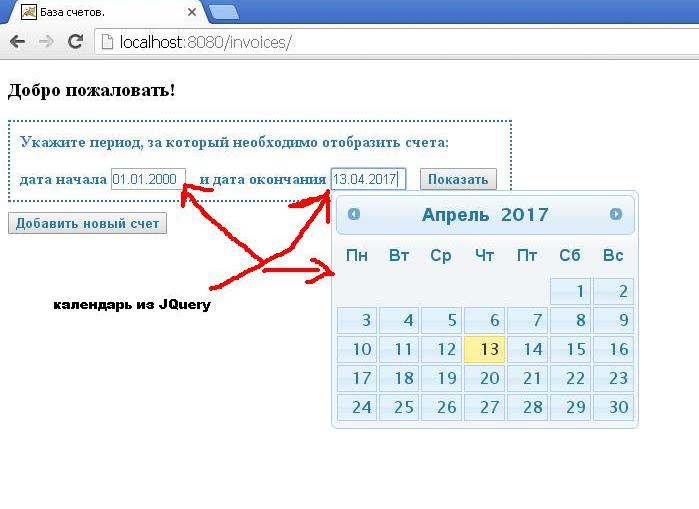 База счетов.
localhost:8080/invoices/
Добро пожаловать!
Укажите период, за который необходимо отобразить счета:
дата начала 01.01.2000 и дата окончания 13.04.2017 Показать
Добавить новый счет
Апрель 2017
Пн Вт Ср Чт Пт Сб Вс
1 2
3 4 5 6 7 8 9
10 11 12 13 14 15 16
17 18 19 20 21 22 23
24 25 26 27 28 29 30
календарь из JQuery